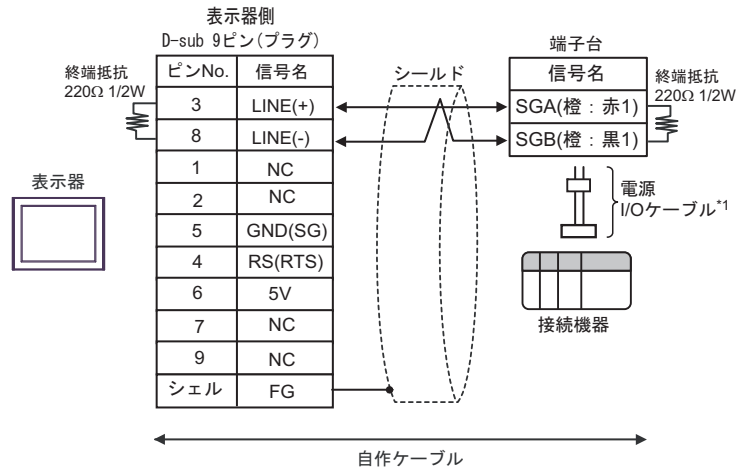 表示器側
D-sub 9ピン(プラグ)
端子台
終端抵抗
220Ω 1/2W
ピンNo. 信号名
シールド
信号名
終端抵抗
220Ω 1/2W
3 LINE(+)
SGA(橙：赤1)
8 LINE(-)
SGB(橙：黒1)
1 NC
表示器
2 NC
電源
I/Oケーブル*1
5 GND(SG)
4 RS(RTS)
6 5V
7 NC
接続機器
9 NC
シェル FG
自作ケーブル